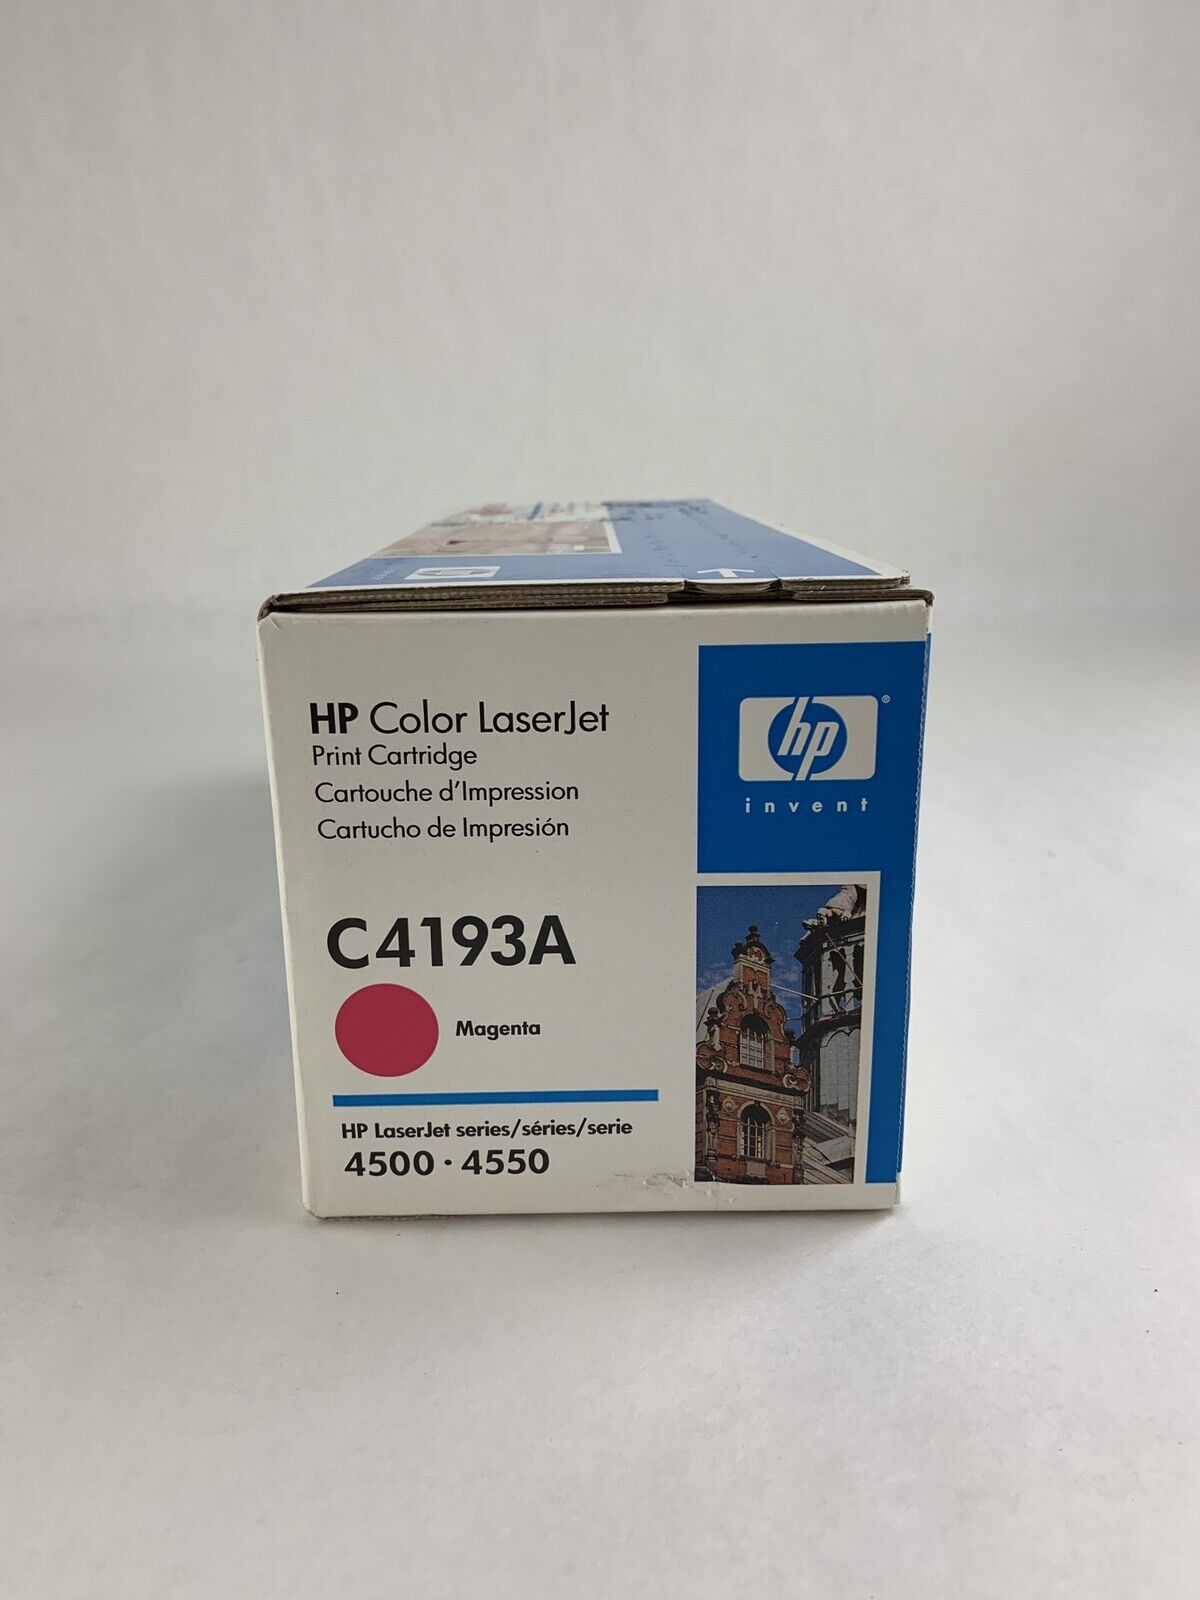 HP Color LaserJet
Print Cartridge
Cartouche d'Impression
Cartucho de Impresión
C4193A
Magenta
HP LaserJet series/séries/serie
4500 · 4550
hp®
invent